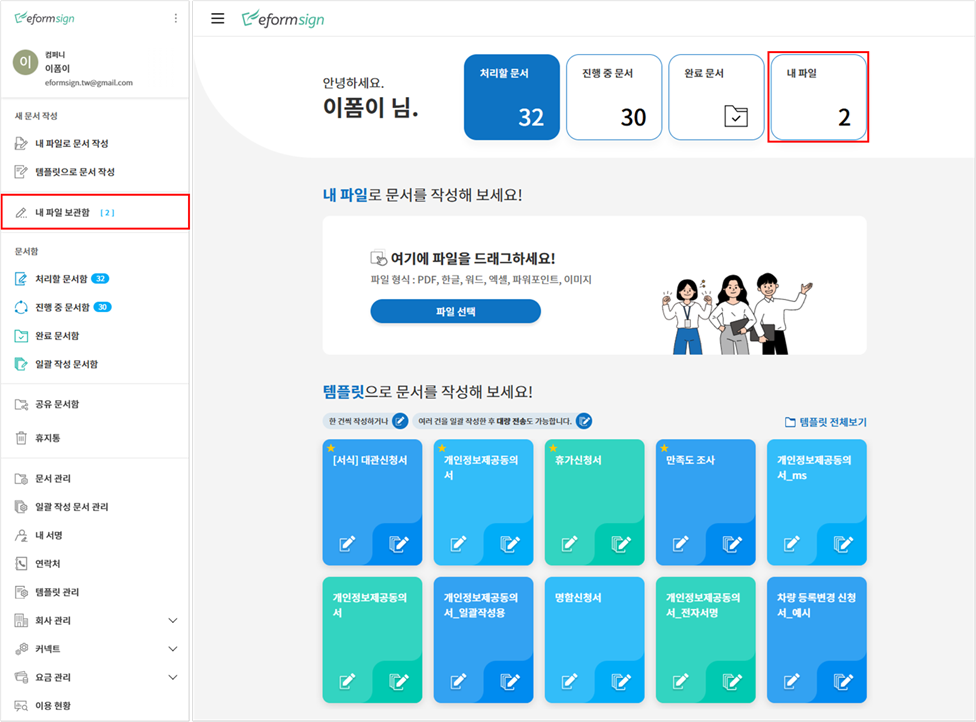 eformsign
이
컴퍼니
이폼이
eformsign.tw@gmail.com
새 문서 작성
내 파일로 문서 작성
템플릿으로 문서 작성
내 파일 보관함 [ 2 ]
문서함
처리할 문서함 32
진행 중 문서함 30
완료 문서함
일괄 작성 문서함
공유 문서함
휴지통
문서 관리
일괄 작성 문서 관리
내 서명
연락처
템플릿 관리
회사 관리
커넥트
요금 관리
이용 현황
eformsign
안녕하세요.
이폼이 님.
처리할 문서
32
진행 중 문서
30
완료 문서
내 파일
2
내 파일로 문서를 작성해 보세요!
여기에 파일을 드래그하세요!
파일 형식 : PDF, 한글, 워드, 엑셀, 파워포인트, 이미지
파일 선택
템플릿으로 문서를 작성해 보세요!
한 건씩 작성하거나
여러 건을 일괄 작성한 후 대량 전송도 가능합니다.
템플릿 전체보기
[서식] 대관신청서
개인정보제공동의
서
휴가신청서
만족도 조사
개인정보제공동의
서_ms
개인정보제공동의
서
개인정보제공동의
서_일괄작성용
명함신청서
개인정보제공동의
서_전자서명
차량 등록변경 신청
서_예시